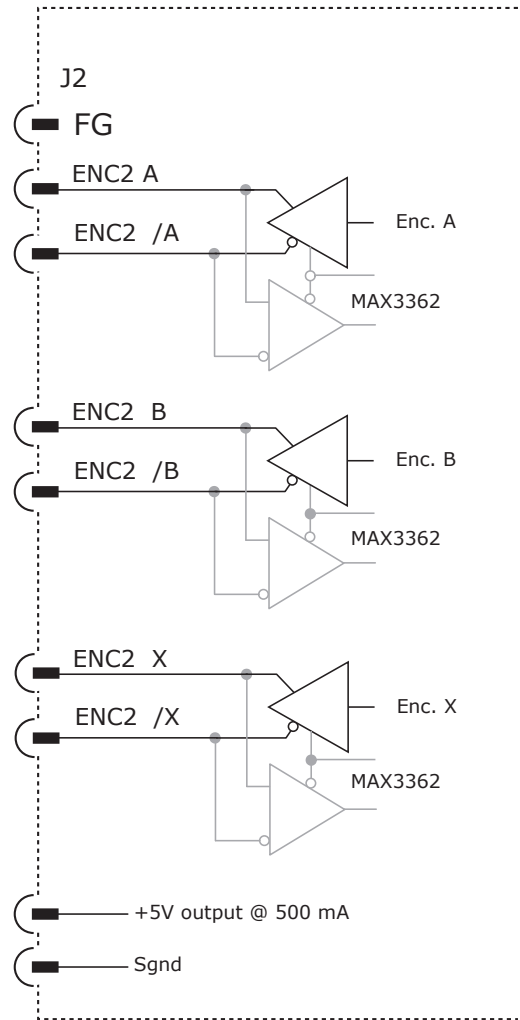 J2
FG
ENC2 A
ENC2 /A
Enc. A
MAX3362
ENC2 B
ENC2 /B
Enc. B
MAX3362
ENC2 X
ENC2 /X
Enc. X
MAX3362
+5V output @ 500 mA
Sgnd